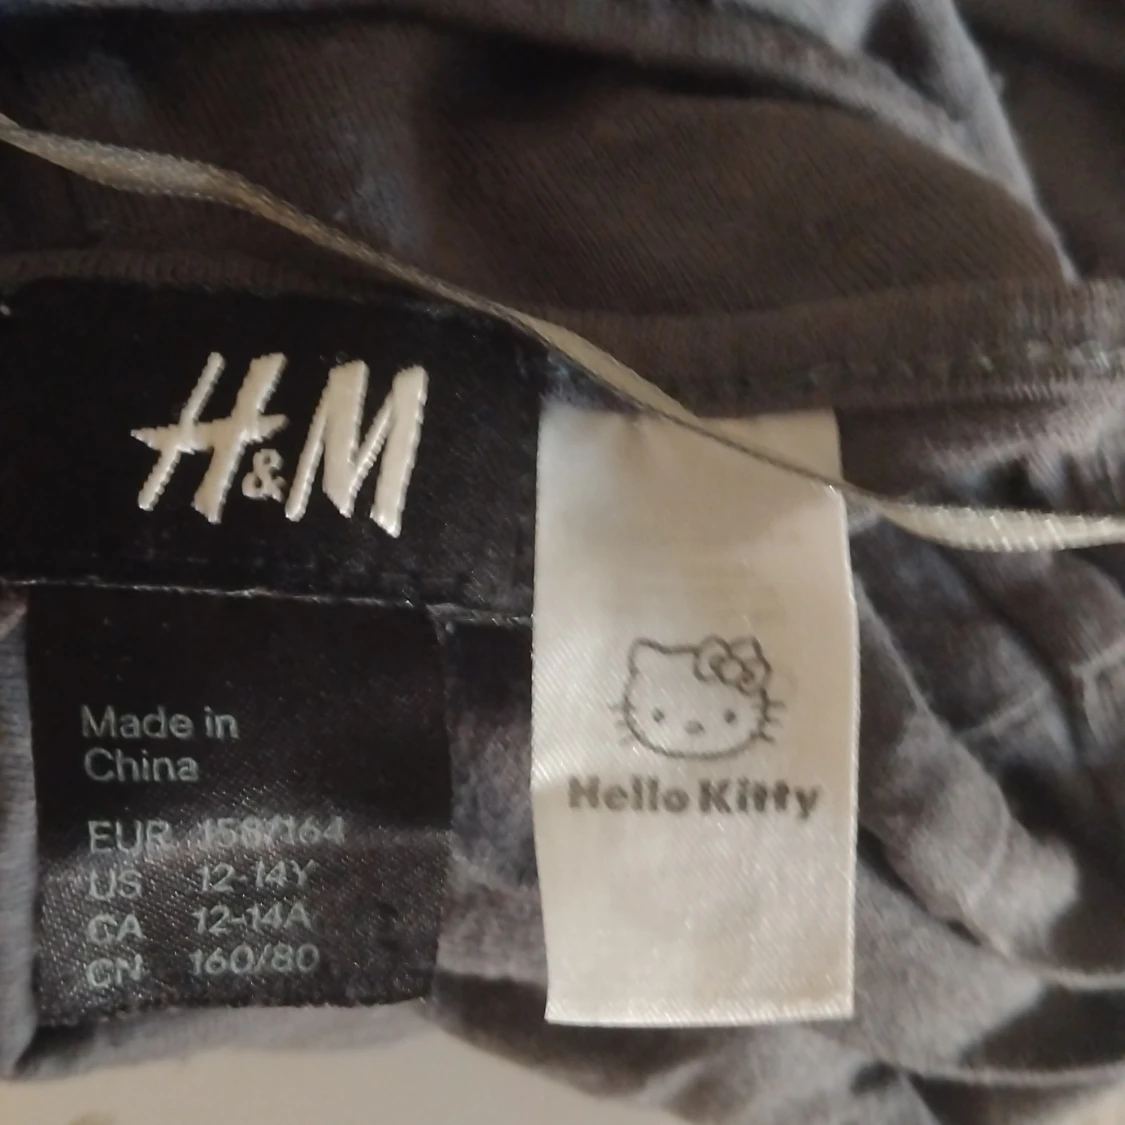 H&M
Made in
China
EUR 158/164
US 12-14Y
CA 12-14A
CN 160/80
Hello Kitty